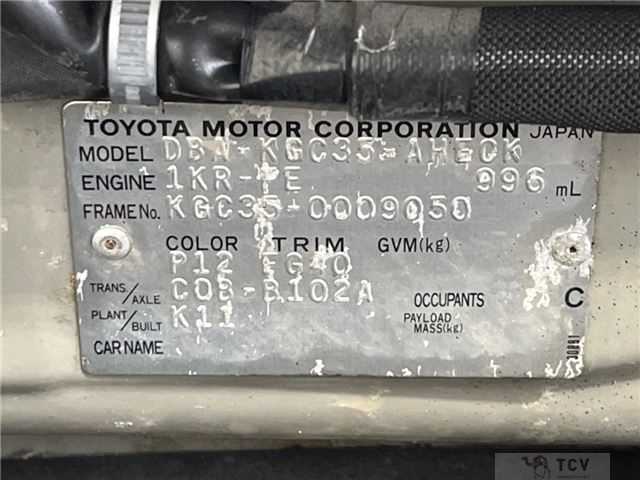 TOYOTA MOTOR CORPORATION JAPAN
MODEL DBA-KGC35-AHECK
ENGINE 1KR-FE 996 mL
FRAME No. KGC35-0009050
COLOR TRIM GVM(kg)
P12 FG40
TRANS/AXLE C0B-B102A OCCUPANTS C
PLANT/BUILT K11 PAYLOAD MASS(kg)
CAR NAME
TCV